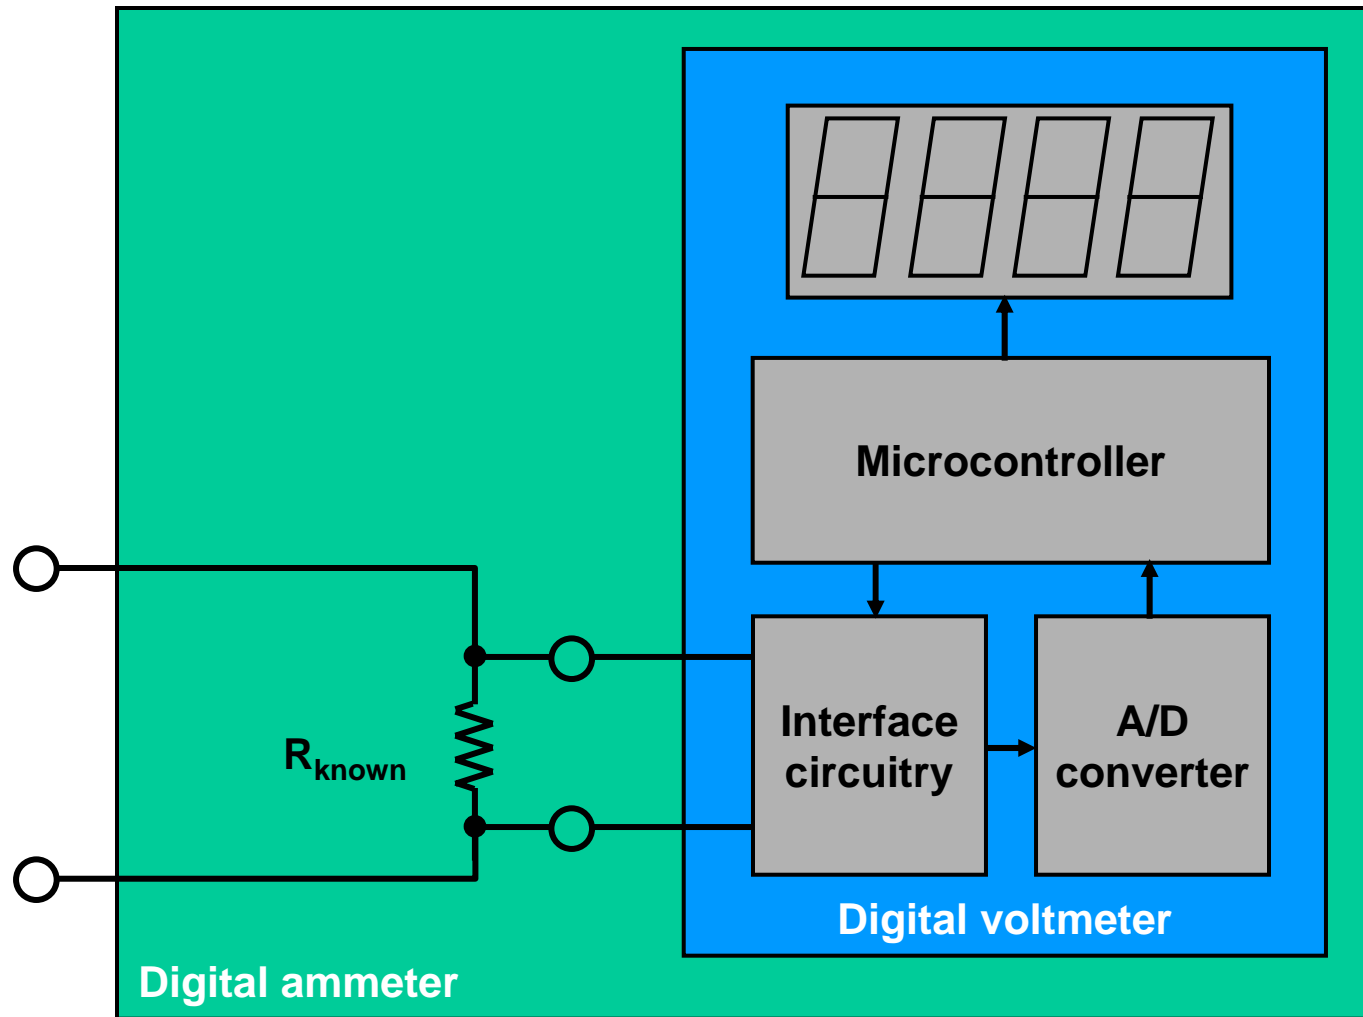 Microcontroller
Interface
circuitry
A/D
converter
Rknown
Digital voltmeter
Digital ammeter